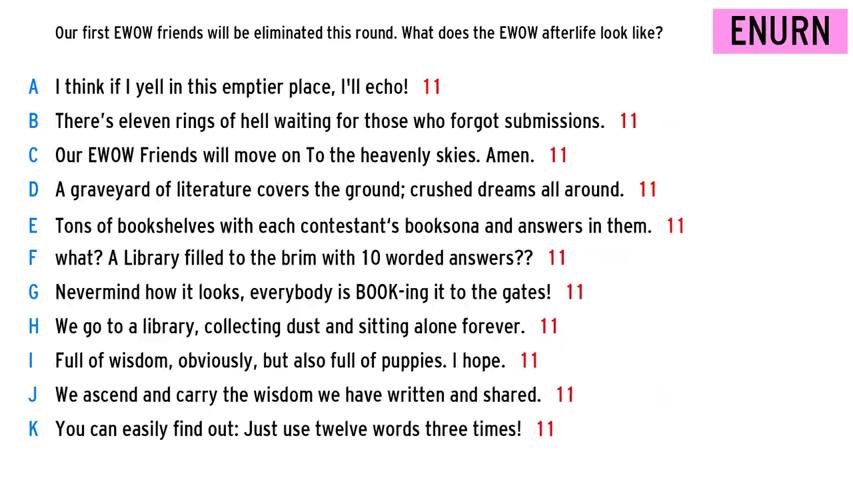 Our first EWOW friends will be eliminated this round. What does the EWOW afterlife look like?
ENURN
A I think if I yell in this emptier place, I'll echo! 11
B There's eleven rings of hell waiting for those who forgot submissions. 11
C Our EWOW Friends will move on To the heavenly skies. Amen. 11
D A graveyard of literature covers the ground; crushed dreams all around. 11
E Tons of bookshelves with each contestant's booksona and answers in them. 11
F what? A Library filled to the brim with 10 worded answers?? 11
G Nevermind how it looks, everybody is BOOK-ing it to the gates! 11
H We go to a library, collecting dust and sitting alone forever. 11
I Full of wisdom, obviously, but also full of puppies. I hope. 11
J We ascend and carry the wisdom we have written and shared. 11
K You can easily find out: Just use twelve words three times! 11